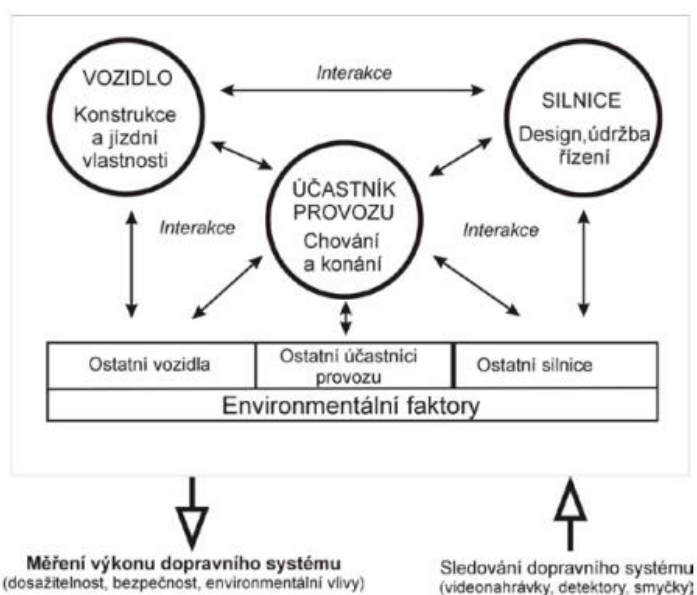 VOZIDLO
Konstrukce
a jízdní
vlastnosti
Interakce
SILNICE
Design,údržba
řízení
ÚČASTNÍK
PROVOZU
Chování
a konání
Interakce
Interakce
Ostatní vozidla
Ostatní účastníci
provozu
Ostatní silnice
Environmentální faktory
Měření výkonu dopravního systému
(dosažitelnost, bezpečnost, environmentální vlivy)
Sledování dopravního systému
(videonahrávky, detektory, smyčky)